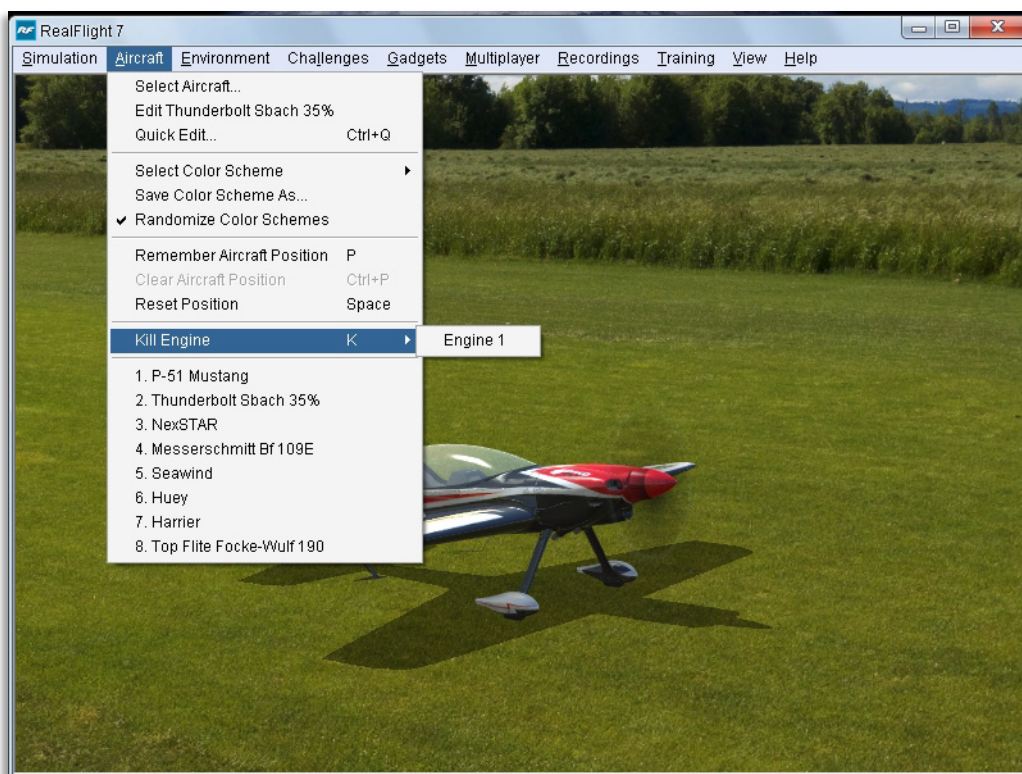 RF RealFlight 7
Simulation Aircraft Environment Challenges Gadgets Multiplayer Recordings Training View Help
Select Aircraft...
Edit Thunderbolt Sbach 35%
Quick Edit... Ctrl+Q
Select Color Scheme
Save Color Scheme As...
Randomize Color Schemes
Remember Aircraft Position P
Clear Aircraft Position Ctrl+P
Reset Position Space
Kill Engine K Engine 1
1. P-51 Mustang
2. Thunderbolt Sbach 35%
3. NexSTAR
4. Messerschmitt Bf 109E
5. Seawind
6. Huey
7. Harrier
8. Top Flite Focke-Wulf 190